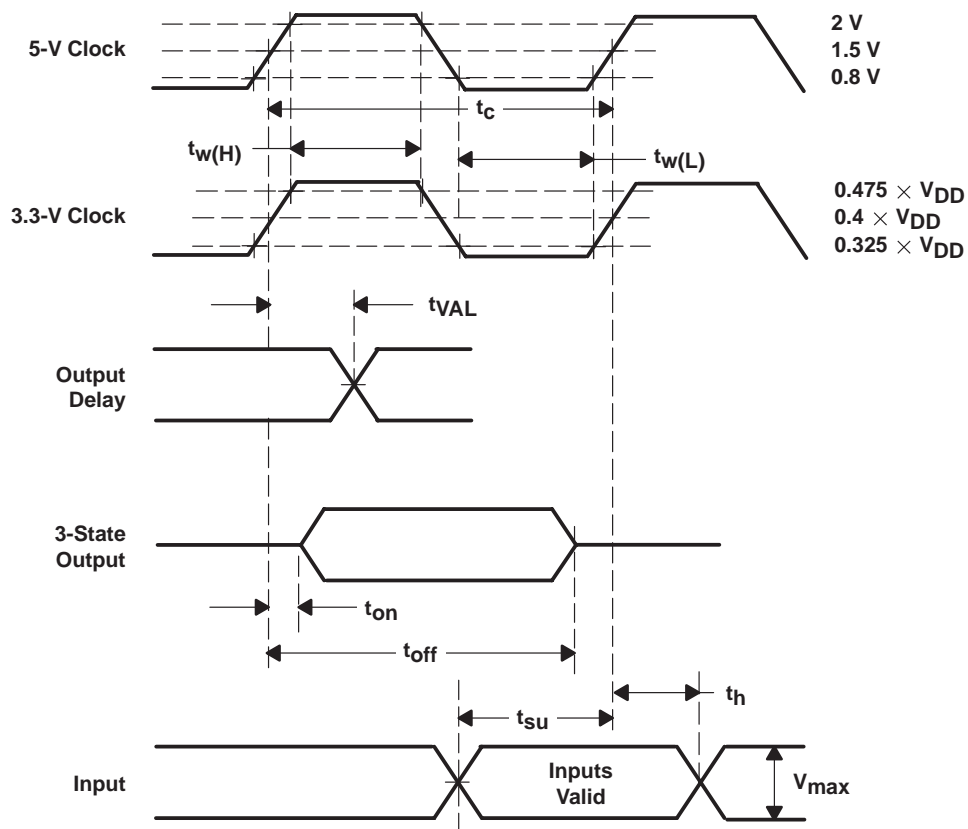 2 V
5-V Clock
1.5 V
0.8 V
tc
tw(H)
tw(L)
0.475 × VDD
3.3-V Clock
0.4 × VDD
0.325 × VDD
tVAL
Output
Delay
3-State
Output
ton
toff
th
tsu
Input
Inputs
Valid
Vmax